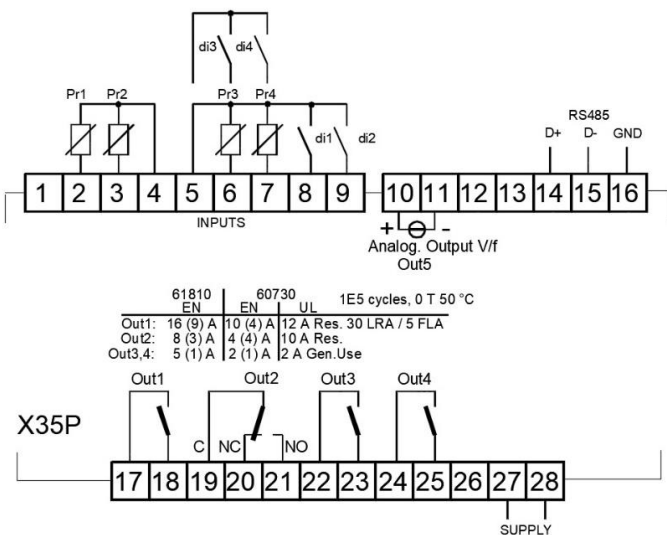 di3 di4
Pr1 Pr2 Pr3 Pr4
di1 di2
RS485
D+ D- GND
1 2 3 4 5 6 7 8 9 10 11 12 13 14 15 16
INPUTS
+ -
Analog. Output V/f
Out5
61810 60730 1E5 cycles, 0 T 50 °C
EN EN UL
Out1: 16 (9) A 10 (4) A 12 A Res. 30 LRA / 5 FLA
Out2: 8 (3) A 4 (4) A 10 A Res.
Out3,4: 5 (1) A 2 (1) A 2 A Gen.Use
Out1 Out2 Out3 Out4
X35P
C NC NO
17 18 19 20 21 22 23 24 25 26 27 28
SUPPLY